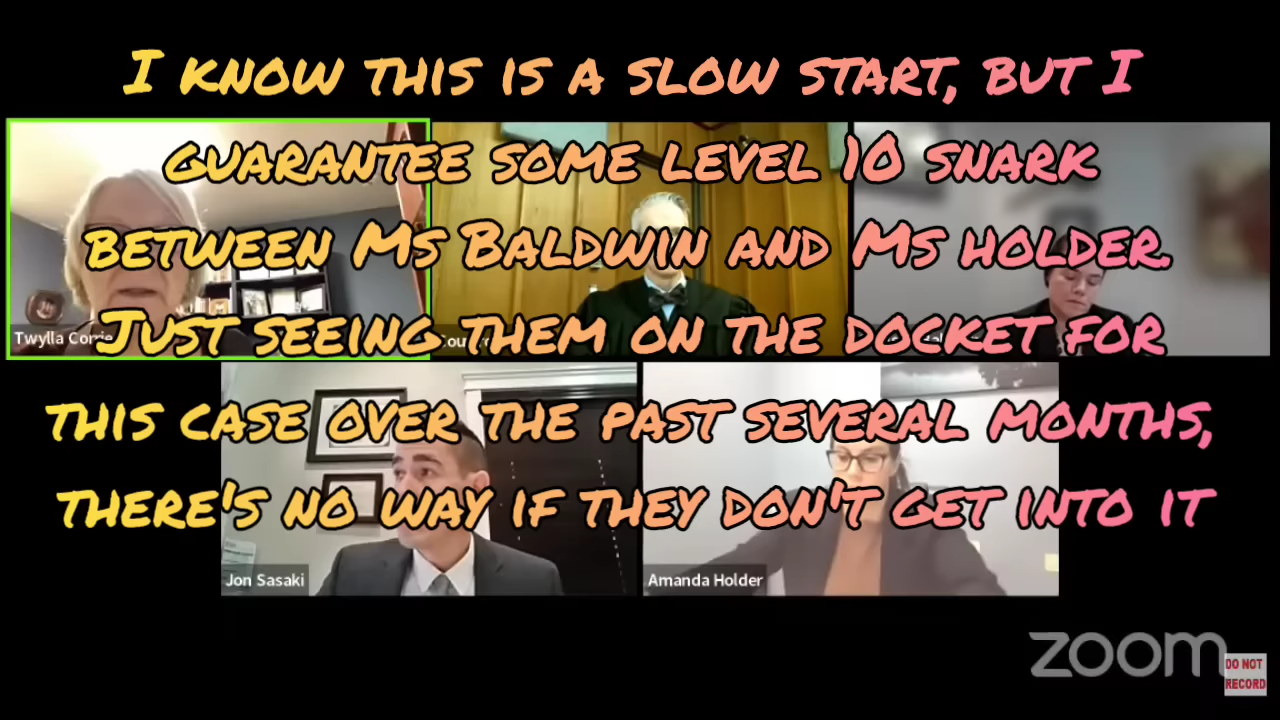 I know this is a slow start, but I
guarantee some level 10 snark
between Ms Baldwin and Ms holder.
Just seeing them on the docket for
this case over the past several months,
there's no way if they don't get into it
Twylla Corrie
Jon Sasaki
Amanda Holder
zoom
DO NOT
RECORD